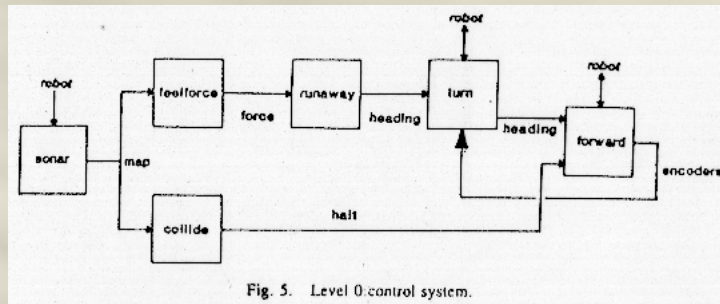 robot
robot
robot
feelforce
runaway
turn
force
heading
heading
forward
sonar
map
encoders
collide
halt
Fig. 5. Level 0 control system.